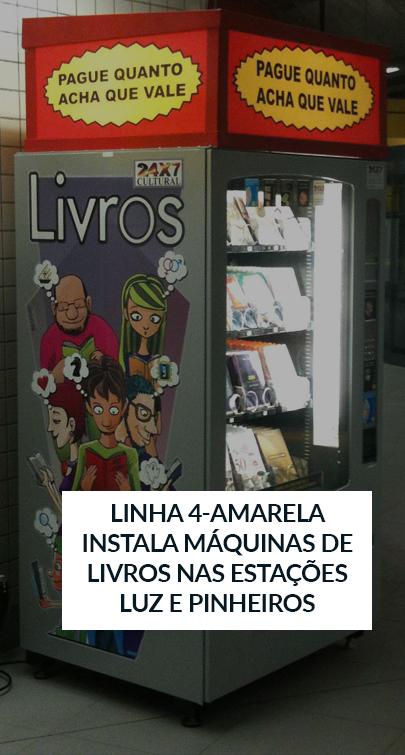 PAGUE QUANTO
ACHA QUE VALE
PAGUE QUANTO
ACHA QUE VALE
24X7
CULTURAL
Livros
LINHA 4-AMARELA
INSTALA MÁQUINAS DE
LIVROS NAS ESTAÇÕES
LUZ E PINHEIROS